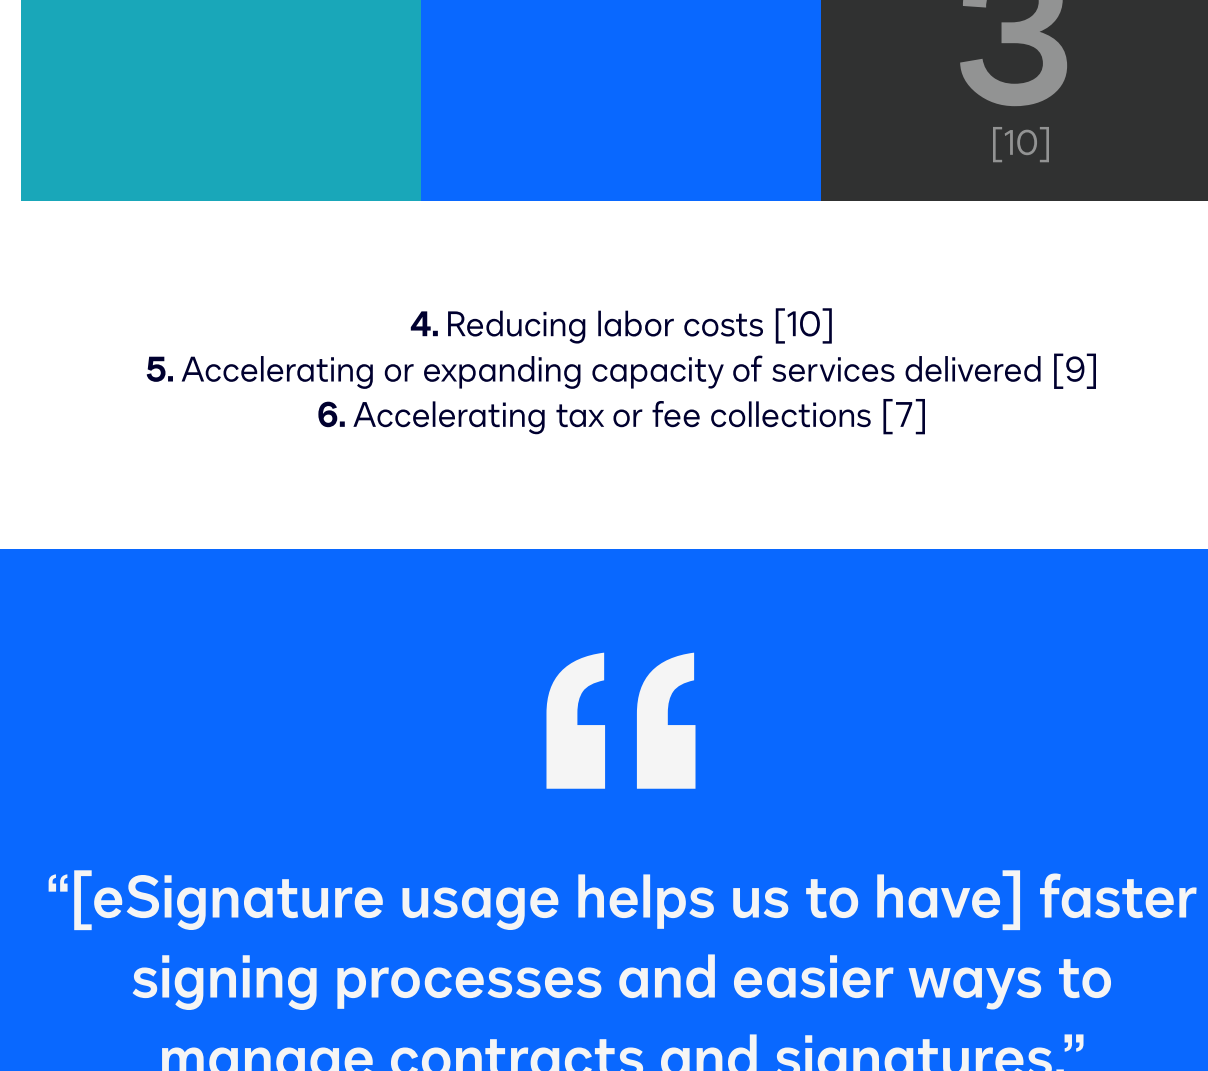 3
[10]
4. Reducing labor costs [10]
5. Accelerating or expanding capacity of services delivered [9]
6. Accelerating tax or fee collections [7]
“
“[eSignature usage helps us to have] faster
signing processes and easier ways to
manage contracts and signatures.”